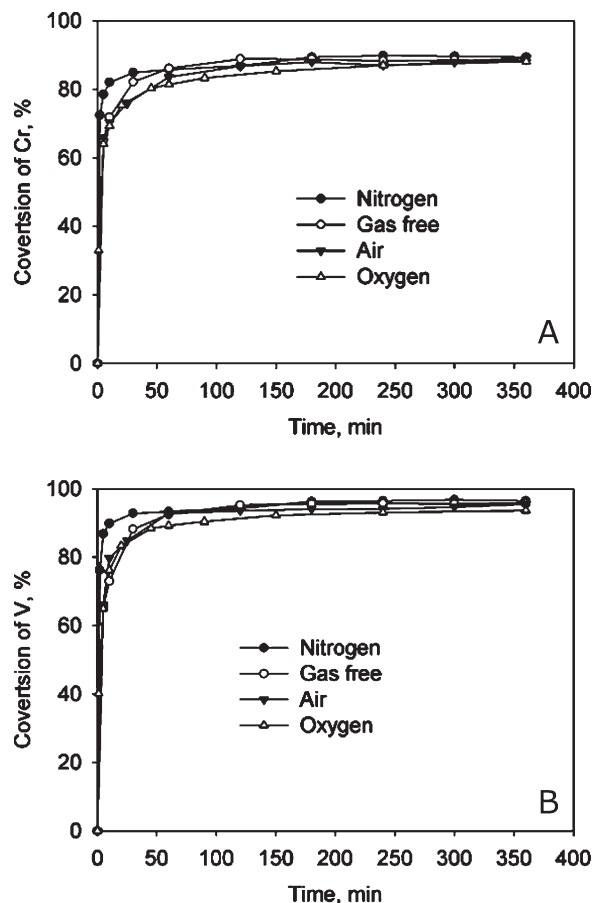 100
80
60
40
20
0
Covertsion of Cr, %
Nitrogen
Gas free
Air
Oxygen
A
0 50 100 150 200 250 300 350 400
Time, min
100
80
60
40
20
0
Covertsion of V, %
Nitrogen
Gas free
Air
Oxygen
B
0 50 100 150 200 250 300 350 400
Time, min